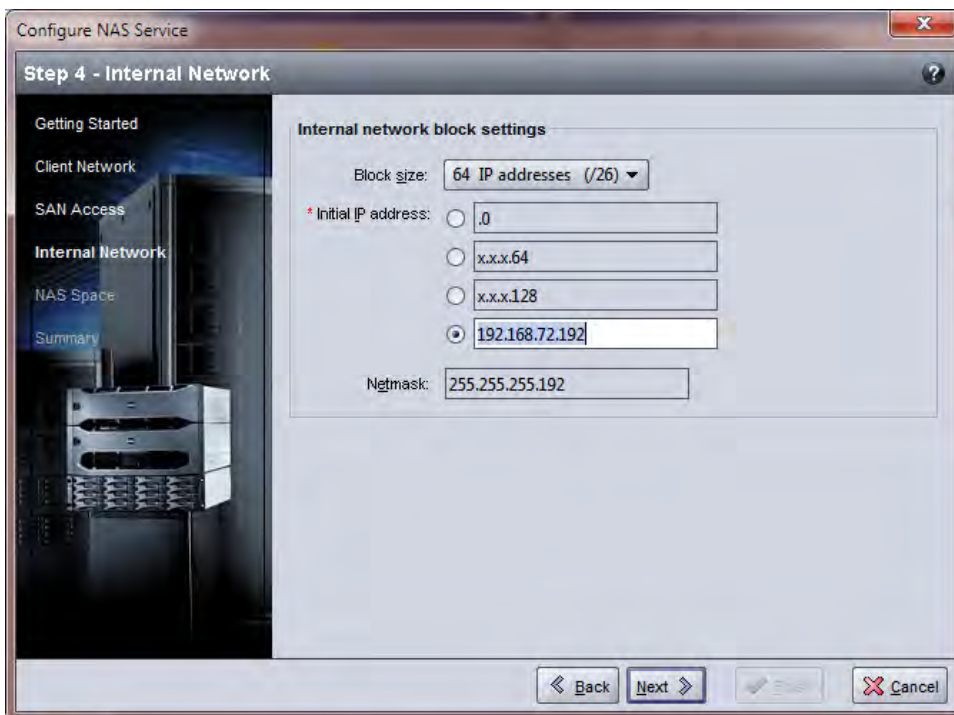 Configure NAS Service
Step 4 - Internal Network
?
Getting Started
Client Network
SAN Access
Internal Network
NAS Space
Summary
Internal network block settings
Block size: 64 IP addresses (/26)
* Initial IP address: .0
x.x.x.64
x.x.x.128
192.168.72.192
Netmask: 255.255.255.192
Back Next Cancel